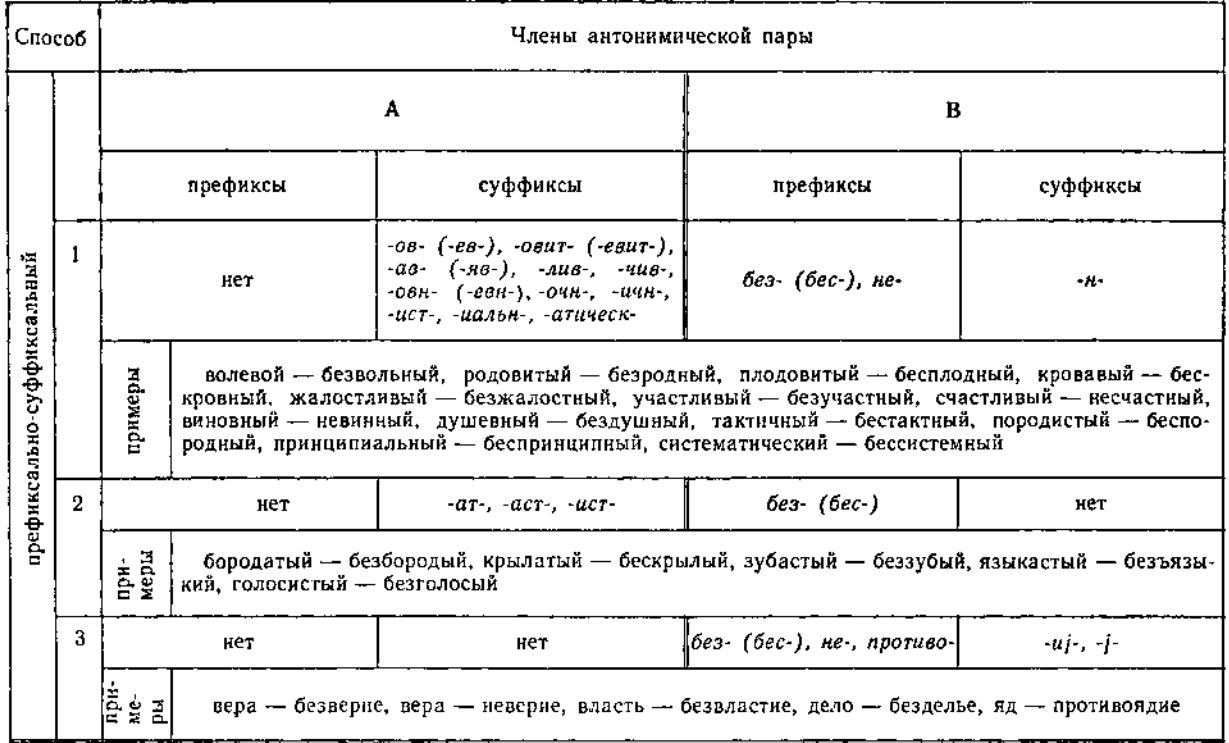 Способ
Члены антонимической пары
А
В
префиксы
суффиксы
префиксы
суффиксы
префиксально-суффиксальный
1
нет
-ов- (-ев-), -овит- (-евит-),
-ав- (-яв-), -лив-, -чив-,
-овн- (-евн-), -очн-, -ичн-,
-ист-, -иальн-, -атическ-
без- (бес-), не-
-н-
примеры
волевой — безвольный, родовитый — безродный, плодовитый — бесплодный, кровавый — бес-
кровный, жалостливый — безжалостный, участливый — безучастный, счастливый — несчастный,
виновный — невинный, душевный — бездушный, тактичный — бестактный, породистый — беспо-
родный, принципиальный — беспринципный, систематический — бессистемный
2
нет
-ат-, -аст-, -ист-
без- (бес-)
нет
при-
меры
бородатый — безбородый, крылатый — бескрылый, зубастый — беззубый, языкастый — безъязы-
кий, голосистый — безголосый
3
нет
нет
без- (бес-), не-, противо-
-иj-, -j-
при-
ме-
ры
вера — безверие, вера — неверие, власть — безвластие, дело — безделье, яд — противоядие